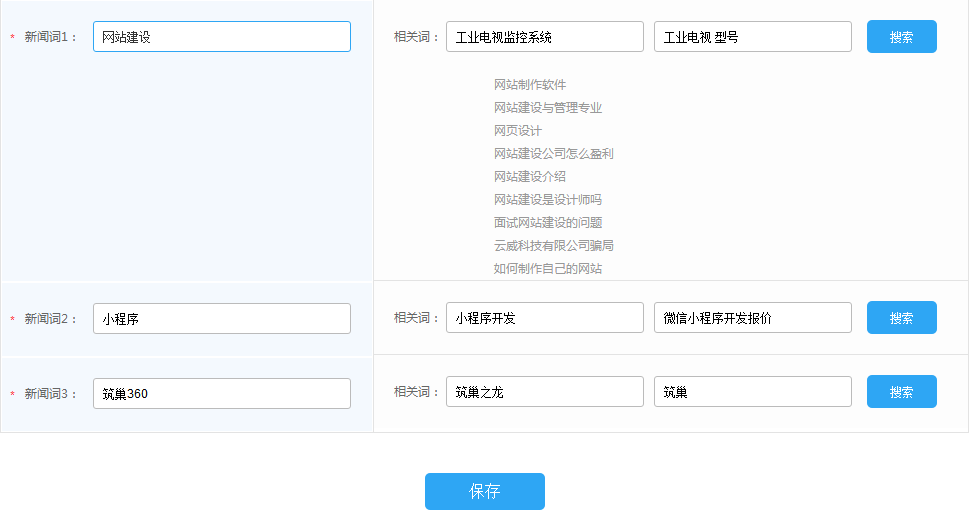 * 新闻词1： 网站建设 相关词： 工业电视监控系统 工业电视 型号 搜索
网站制作软件
网站建设与管理专业
网页设计
网站建设公司怎么盈利
网站建设介绍
网站建设是设计师吗
面试网站建设的问题
云威科技有限公司骗局
如何制作自己的网站
* 新闻词2： 小程序 相关词： 小程序开发 微信小程序开发报价 搜索
* 新闻词3： 筑巢360 相关词： 筑巢之龙 筑巢 搜索
保存